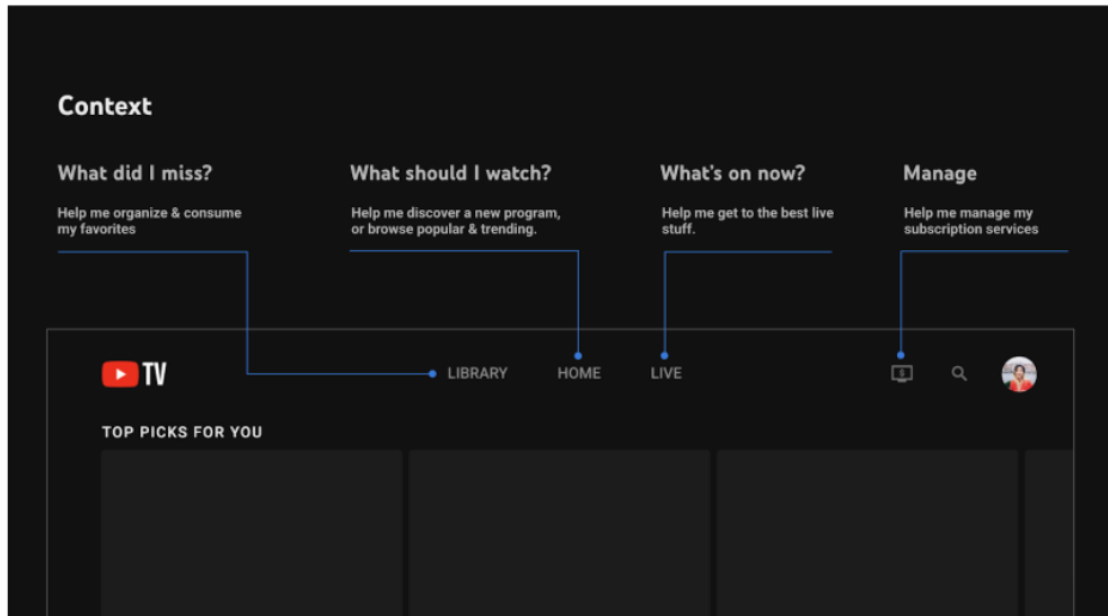 Context
What did I miss?
Help me organize & consume
my favorites
What should I watch?
Help me discover a new program,
or browse popular & trending.
What's on now?
Help me get to the best live
stuff.
Manage
Help me manage my
subscription services
TV
LIBRARY
HOME
LIVE
$
TOP PICKS FOR YOU